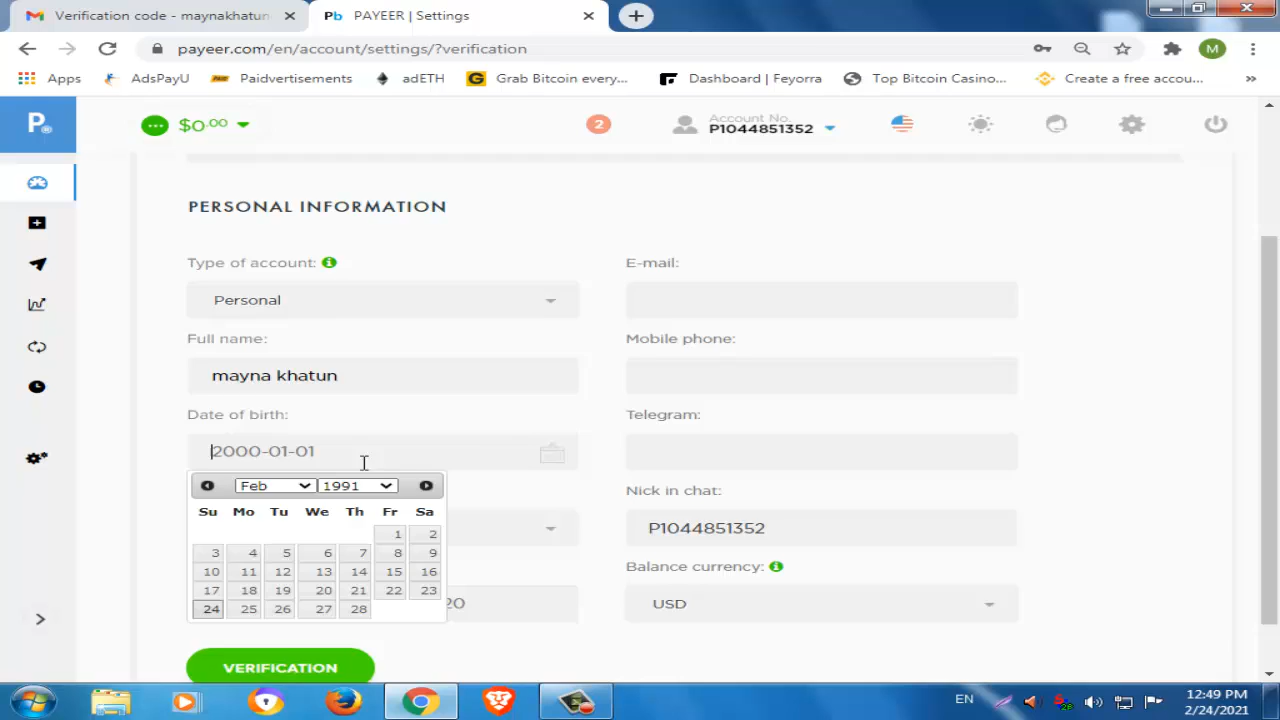 Verification code - maynakhatun
PAYEER | Settings
payeer.com/en/account/settings/?verification
M
Apps
AdsPayU
Paidvertisements
adETH
Grab Bitcoin every...
Dashboard | Feyorra
Top Bitcoin Casino...
Create a free accou...
»
P
$0.00
2
Account No.
P1044851352
PERSONAL INFORMATION
Type of account:
E-mail:
Personal
Full name:
Mobile phone:
mayna khatun
Date of birth:
Telegram:
2000-01-01
Feb 1991
Su Mo Tu We Th Fr Sa
1 2
3 4 5 6 7 8 9
10 11 12 13 14 15 16
17 18 19 20 21 22 23
24 25 26 27 28
Nick in chat:
P1044851352
Balance currency:
20
USD
VERIFICATION
EN
12:49 PM
2/24/2021